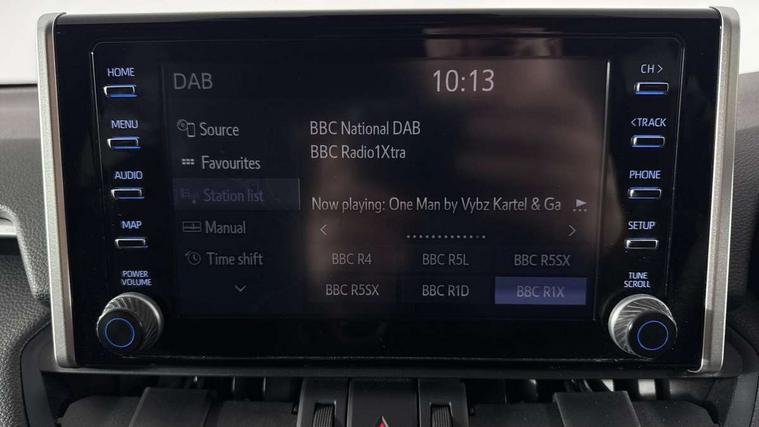 HOME
MENU
AUDIO
MAP
POWER
VOLUME
DAB
10:13
Source
Favourites
Station list
Manual
Time shift
BBC National DAB
BBC Radio1Xtra
Now playing: One Man by Vybz Kartel & Ga
BBC R4 BBC R5L BBC R5SX
BBC R5SX BBC R1D BBC R1X
CH >
<TRACK
PHONE
SETUP
TUNE
SCROLL